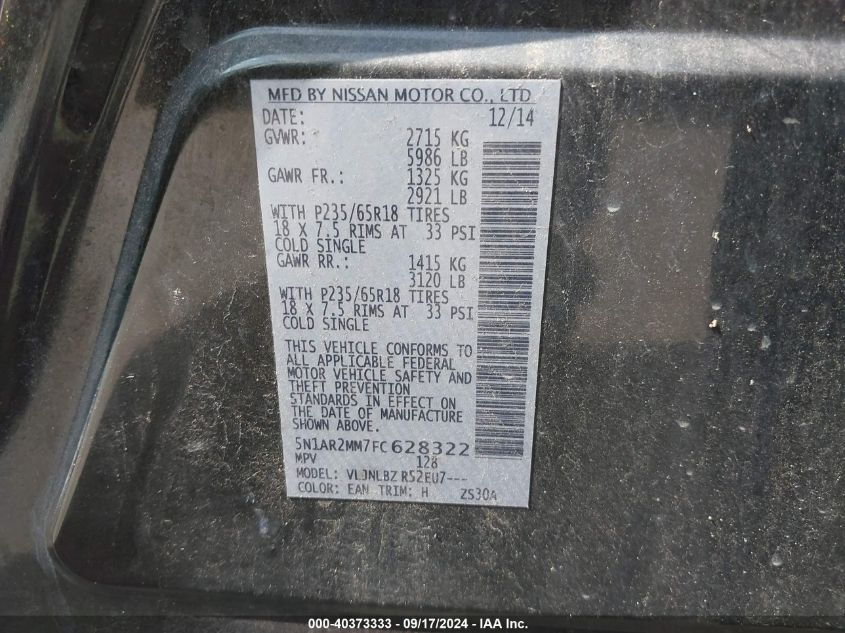 MFD BY NISSAN MOTOR CO., LTD.
DATE: 12/14
GVWR: 2715 KG
5986 LB
GAWR FR.: 1325 KG
2921 LB
WITH P235/65R18 TIRES
18 X 7.5 RIMS AT 33 PSI
COLD SINGLE
GAWR RR.: 1415 KG
3120 LB
WITH P235/65R18 TIRES
18 X 7.5 RIMS AT 33 PSI
COLD SINGLE
THIS VEHICLE CONFORMS TO
ALL APPLICABLE FEDERAL
MOTOR VEHICLE SAFETY AND
THEFT PREVENTION
STANDARDS IN EFFECT ON
THE DATE OF MANUFACTURE
SHOWN ABOVE.
5N1AR2MM7FC628322
MPV 128
MODEL: VLJNLBZ R52EU7---
COLOR: EAN TRIM: H ZS30A
000-40373333 - 09/17/2024 - IAA Inc.